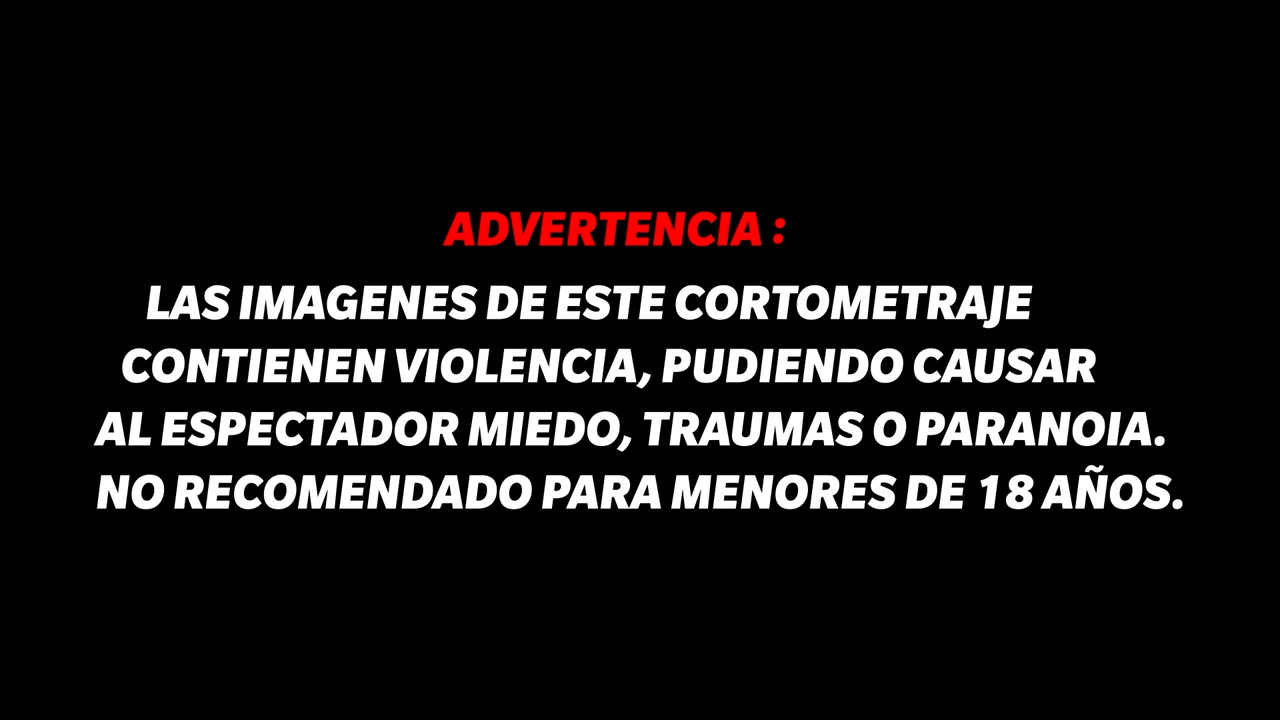 ADVERTENCIA :
LAS IMAGENES DE ESTE CORTOMETRAJE
CONTIENEN VIOLENCIA, PUDIENDO CAUSAR
AL ESPECTADOR MIEDO, TRAUMAS O PARANOIA.
NO RECOMENDADO PARA MENORES DE 18 AÑOS.